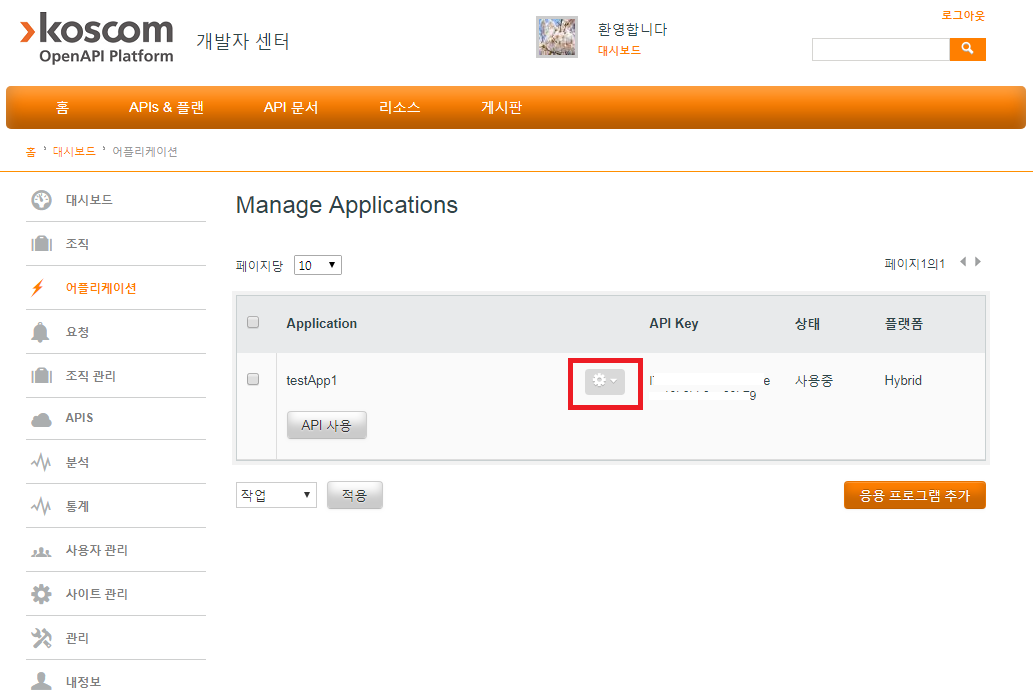 koscom
OpenAPI Platform
개발자 센터
환영합니다
대시보드
로그아웃
홈 APIs & 플랜 API 문서 리소스 게시판
홈 › 대시보드 › 어플리케이션
대시보드
조직
어플리케이션
요청
조직 관리
APIS
분석
통계
사용자 관리
사이트 관리
관리
내정보
Manage Applications
페이지당 10
페이지1의1
Application API Key 상태 플랫폼
testApp1 사용중 Hybrid
API 사용
작업 적용
응용 프로그램 추가